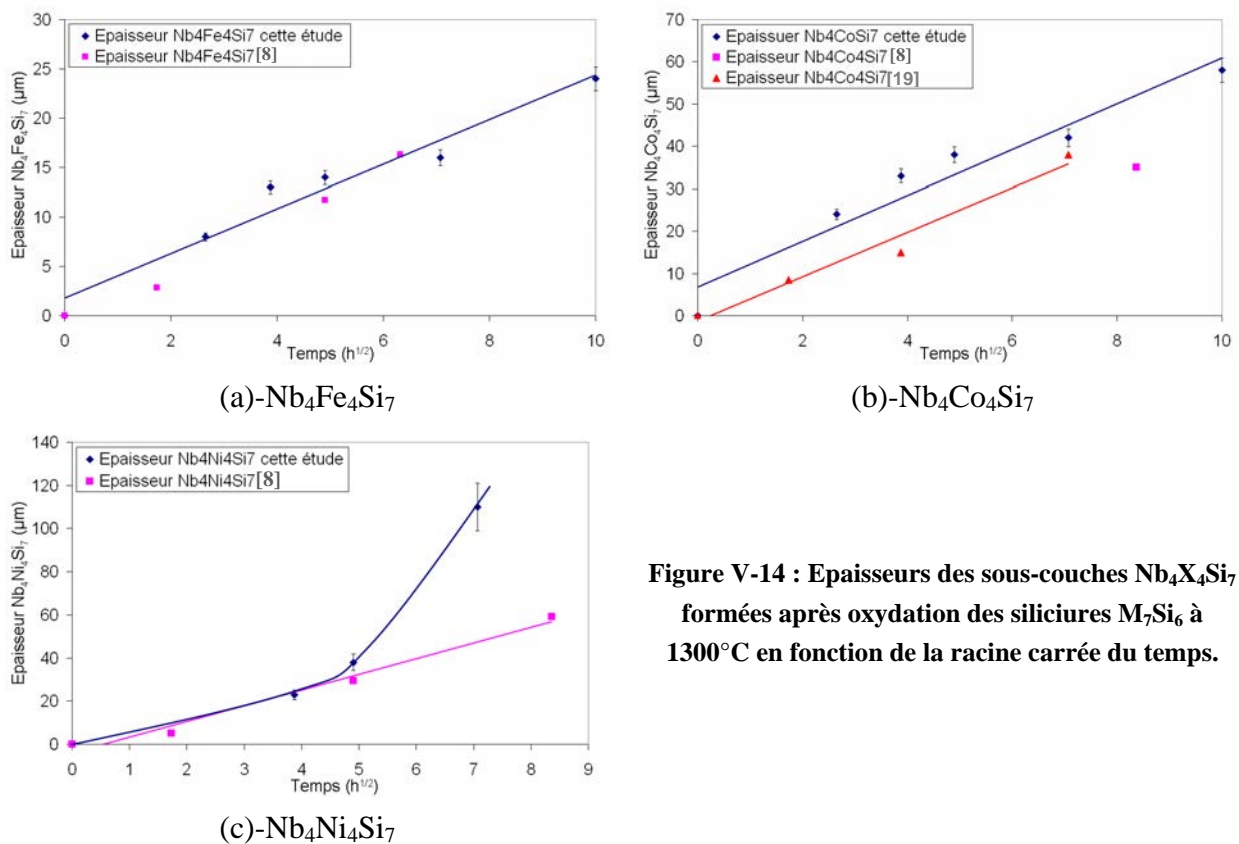 30
25
20
15
10
5
0
Epaisseur Nb4Fe4Si7 (µm)
Epaisseur Nb4Fe4Si7 cette étude
Epaisseur Nb4Fe4Si7[8]
0 2 4 6 8 10
Temps (h1/2)
(a)-Nb4Fe4Si7
70
60
50
40
30
20
10
0
Epaisseur Nb4Co4Si7 (µm)
Epaissuer Nb4CoSi7 cette étude
Epaisseur Nb4Co4Si7[8]
Epaisseur Nb4Co4Si7[19]
0 2 4 6 8 10
Temps (h1/2)
(b)-Nb4Co4Si7
140
120
100
80
60
40
20
0
Epaisseur Nb4Ni4Si7 (µm)
Epaisseur Nb4Ni4Si7 cette étude
Epaisseur Nb4Ni4Si7[8]
0 1 2 3 4 5 6 7 8 9
Temps (h1/2)
(c)-Nb4Ni4Si7
Figure V-14 : Epaisseurs des sous-couches Nb4X4Si7
formées après oxydation des siliciures M7Si6 à
1300°C en fonction de la racine carrée du temps.